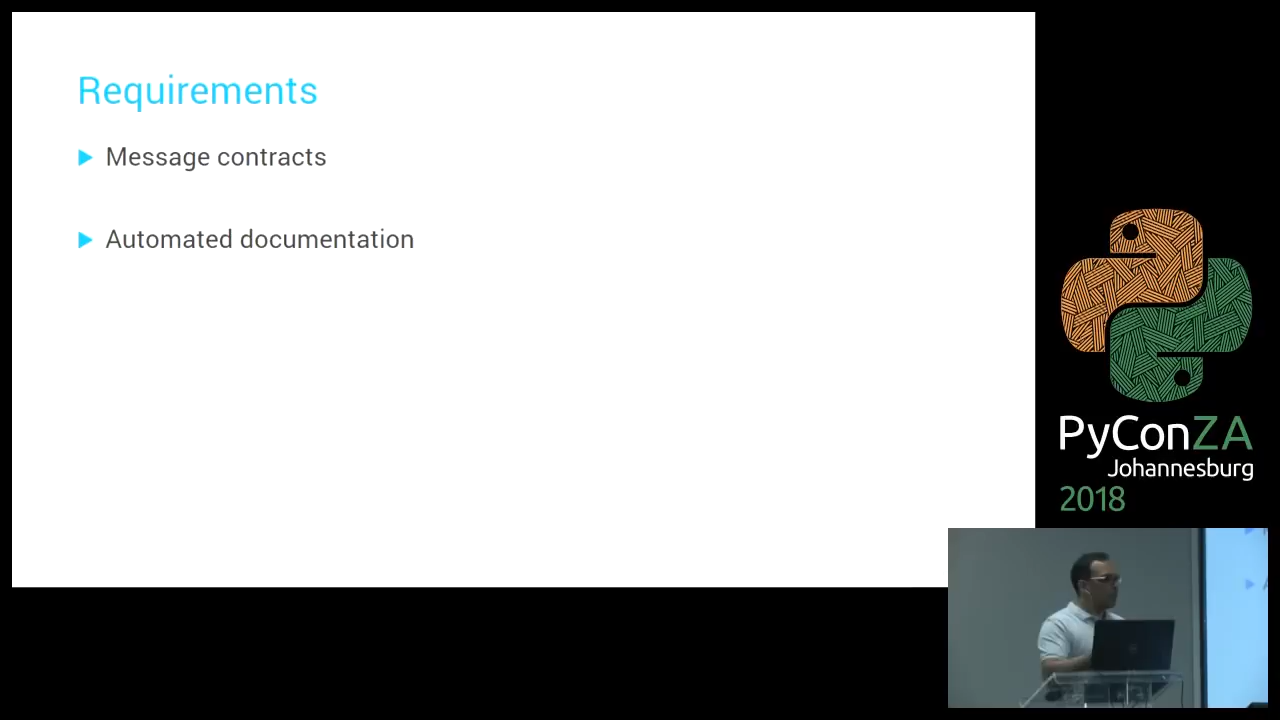 Requirements
Message contracts
Automated documentation
PyConZA
Johannesburg
2018